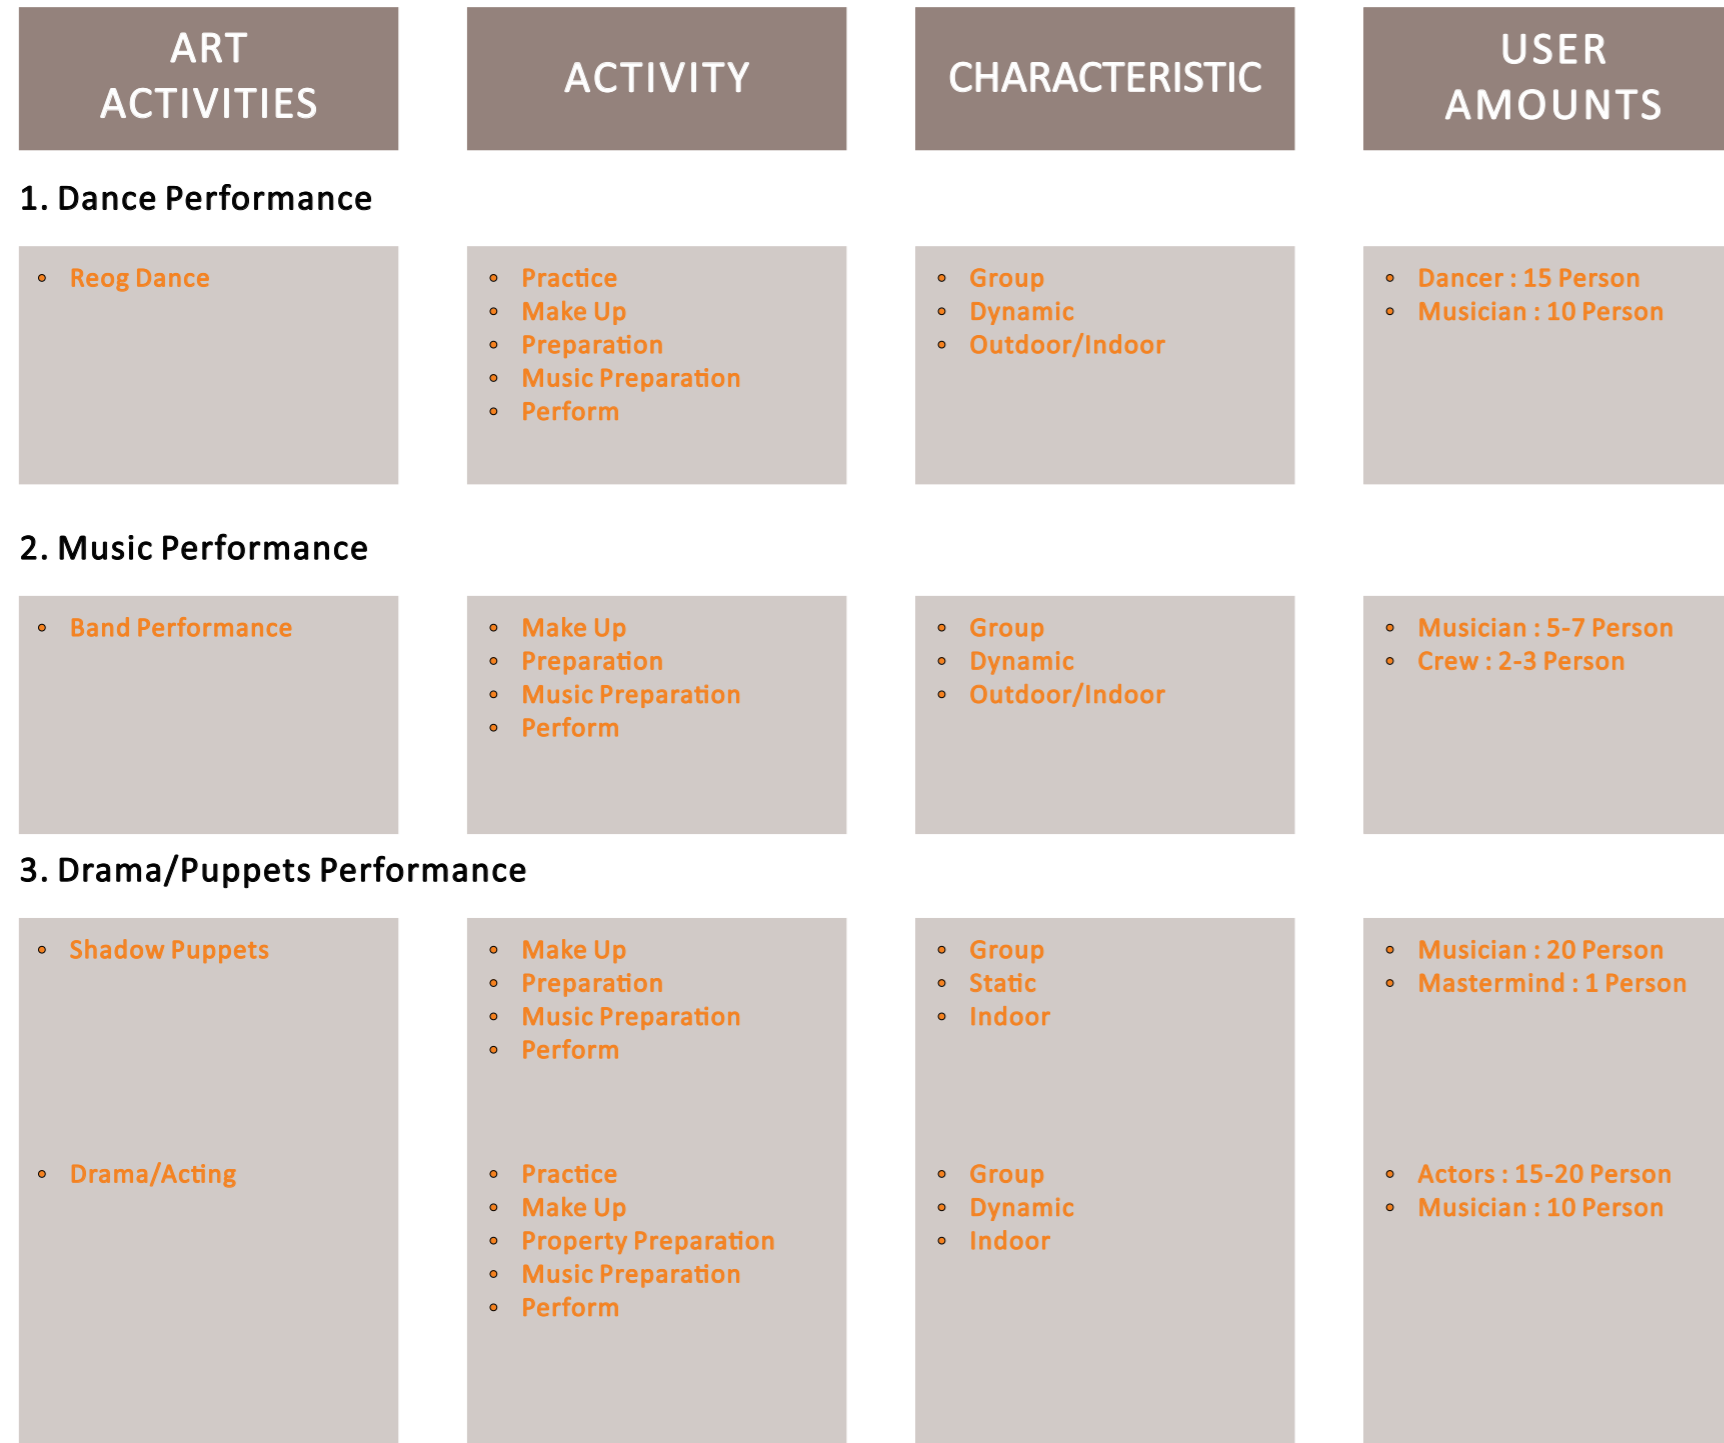 ART
ACTIVITIES
ACTIVITY
CHARACTERISTIC
USER
AMOUNTS
1. Dance Performance
Reog Dance
Practice
Make Up
Preparation
Music Preparation
Perform
Group
Dynamic
Outdoor/Indoor
Dancer : 15 Person
Musician : 10 Person
2. Music Performance
Band Performance
Make Up
Preparation
Music Preparation
Perform
Group
Dynamic
Outdoor/Indoor
Musician : 5-7 Person
Crew : 2-3 Person
3. Drama/Puppets Performance
Shadow Puppets
Make Up
Preparation
Music Preparation
Perform
Group
Static
Indoor
Musician : 20 Person
Mastermind : 1 Person
Drama/Acting
Practice
Make Up
Property Preparation
Music Preparation
Perform
Group
Dynamic
Indoor
Actors : 15-20 Person
Musician : 10 Person